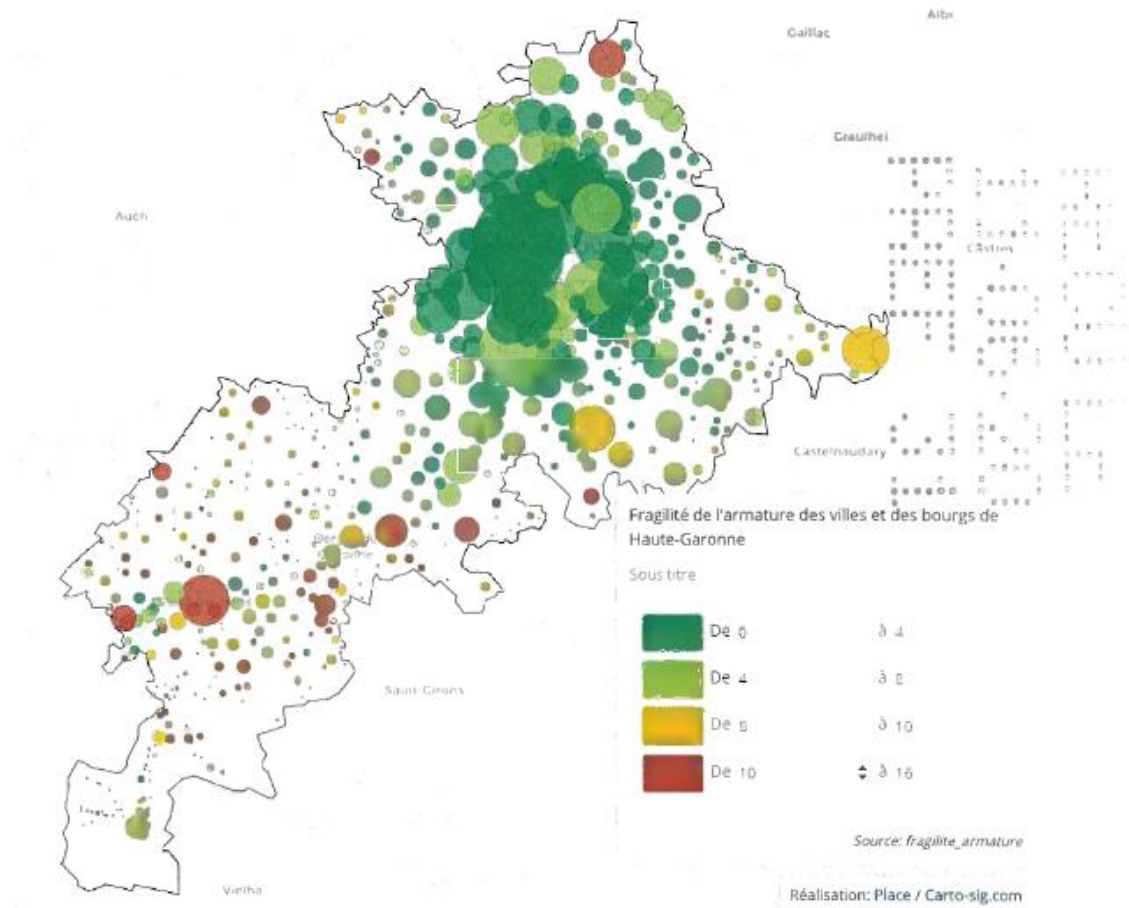 Albi
Gaillac
Graulhet
Auch
Castres
Castelnaudary
Fragilité de l'armature des villes et des bourgs de
Haute-Garonne
Sous titre
De 0 à 4
De 4 à 8
De 8 à 10
De 10 à 16
Saint-Girons
Source: fragilite_armature
Vielha
Réalisation: Place / Carto-sig.com